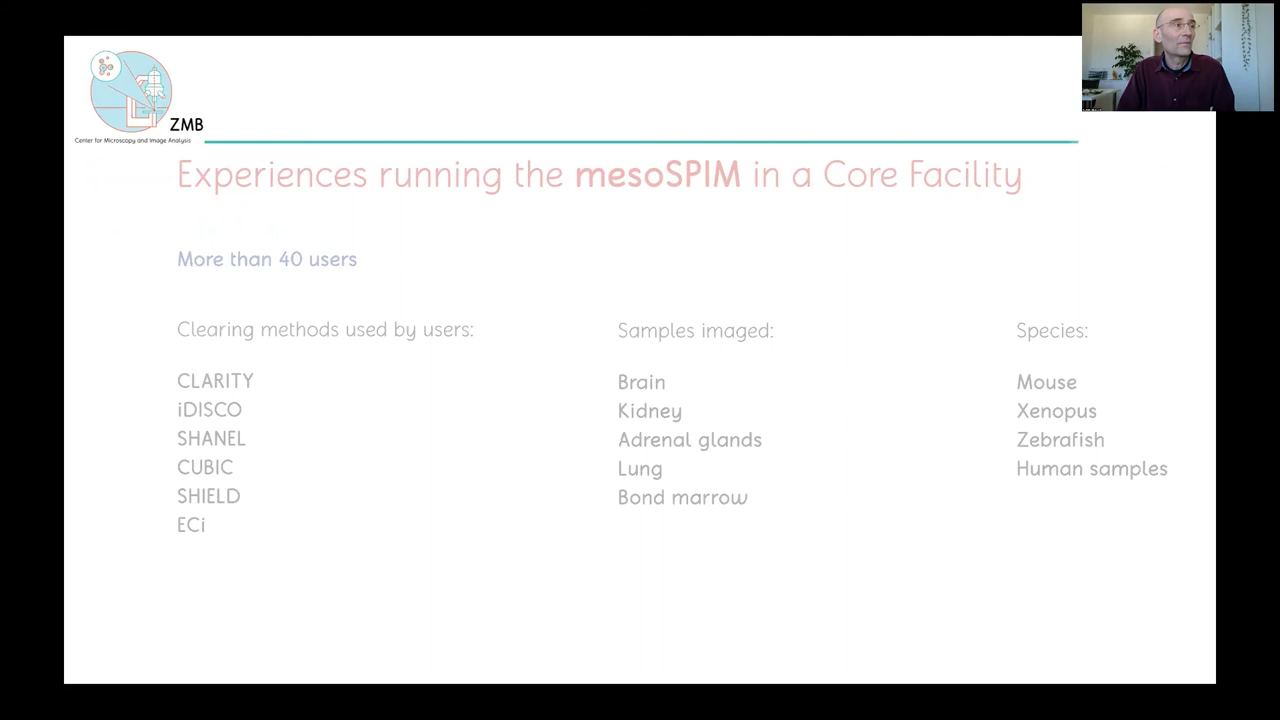 ZMB
Center for Microscopy and Image Analysis
Experiences running the mesoSPIM in a Core Facility
More than 40 users
Clearing methods used by users:
CLARITY
iDISCO
SHANEL
CUBIC
SHIELD
ECi
Samples imaged:
Brain
Kidney
Adrenal glands
Lung
Bond marrow
Species:
Mouse
Xenopus
Zebrafish
Human samples